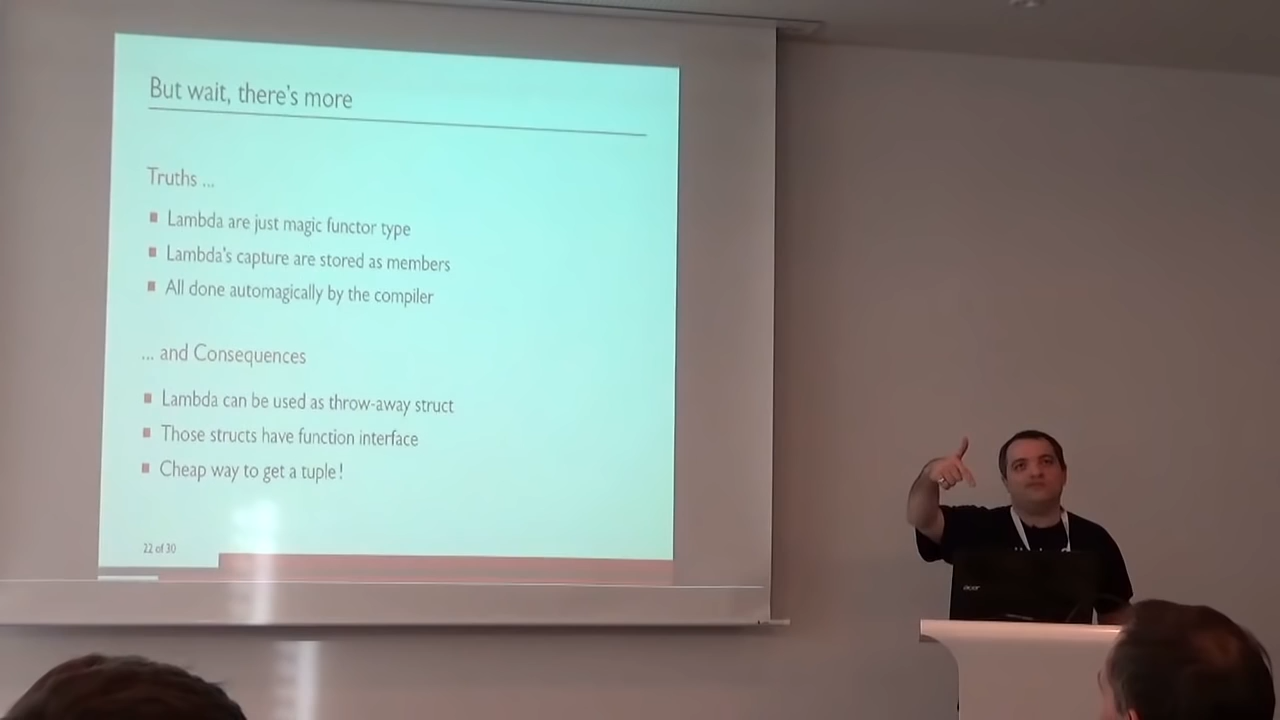 But wait, there's more
Truths ...
Lambda are just magic functor type
Lambda's capture are stored as members
All done automagically by the compiler
... and Consequences
Lambda can be used as throw-away struct
Those structs have function interface
Cheap way to get a tuple!
22 of 30
acer